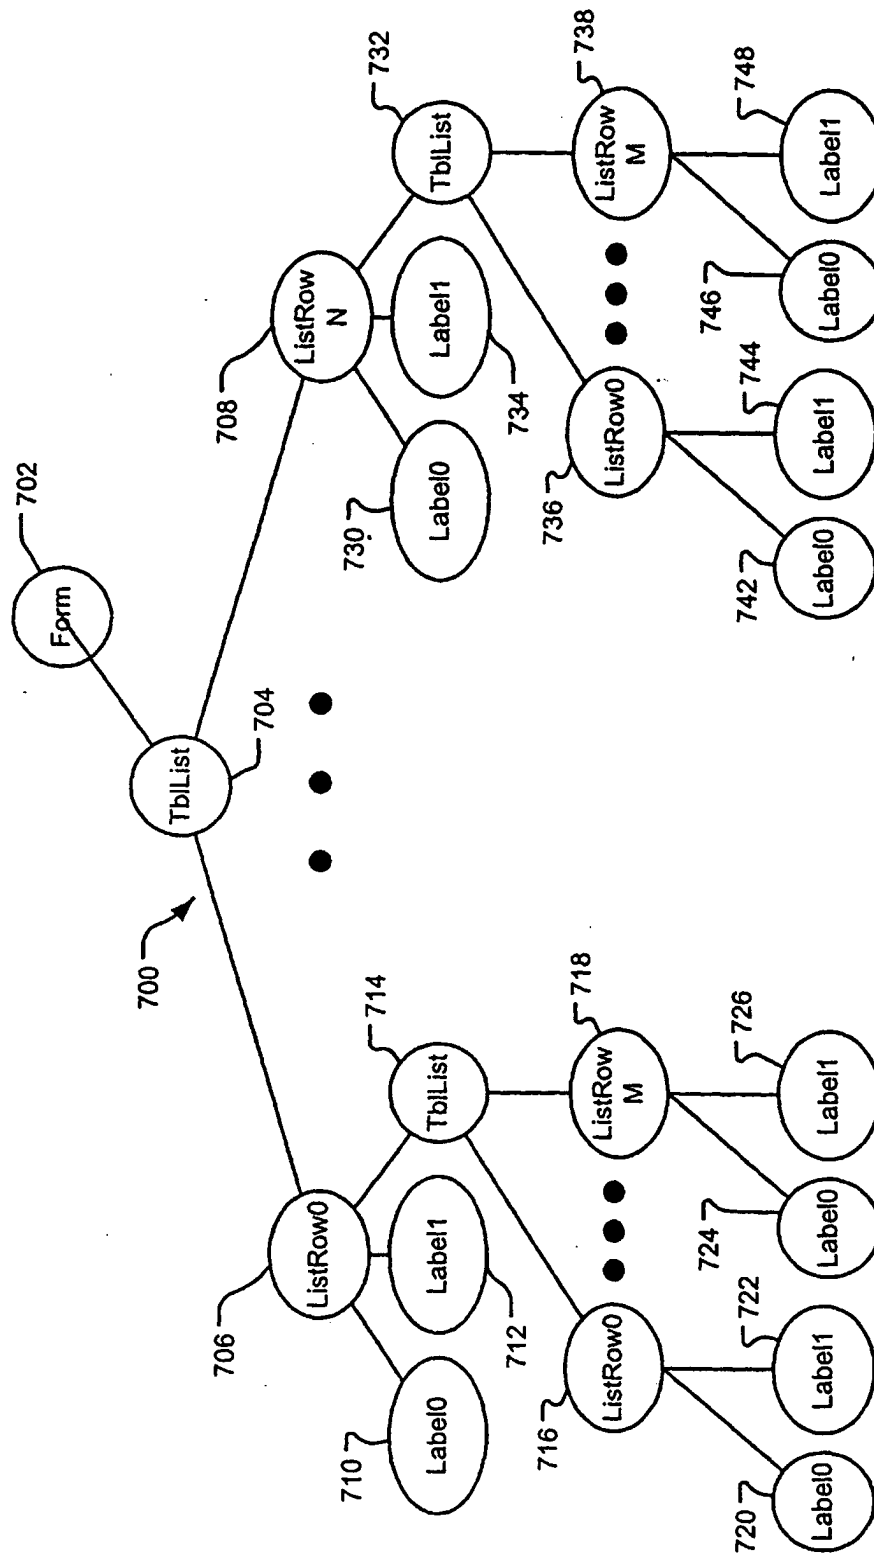 702
Form
TblList
704
700
706
ListRow0
708
ListRow
N
710
Label0
712
Label1
714
TblList
730
Label0
734
Label1
732
TblList
716
ListRow0
718
ListRow
M
736
ListRow0
738
ListRow
M
720
Label0
722
Label1
724
Label0
726
Label1
742
Label0
744
Label1
746
Label0
748
Label1